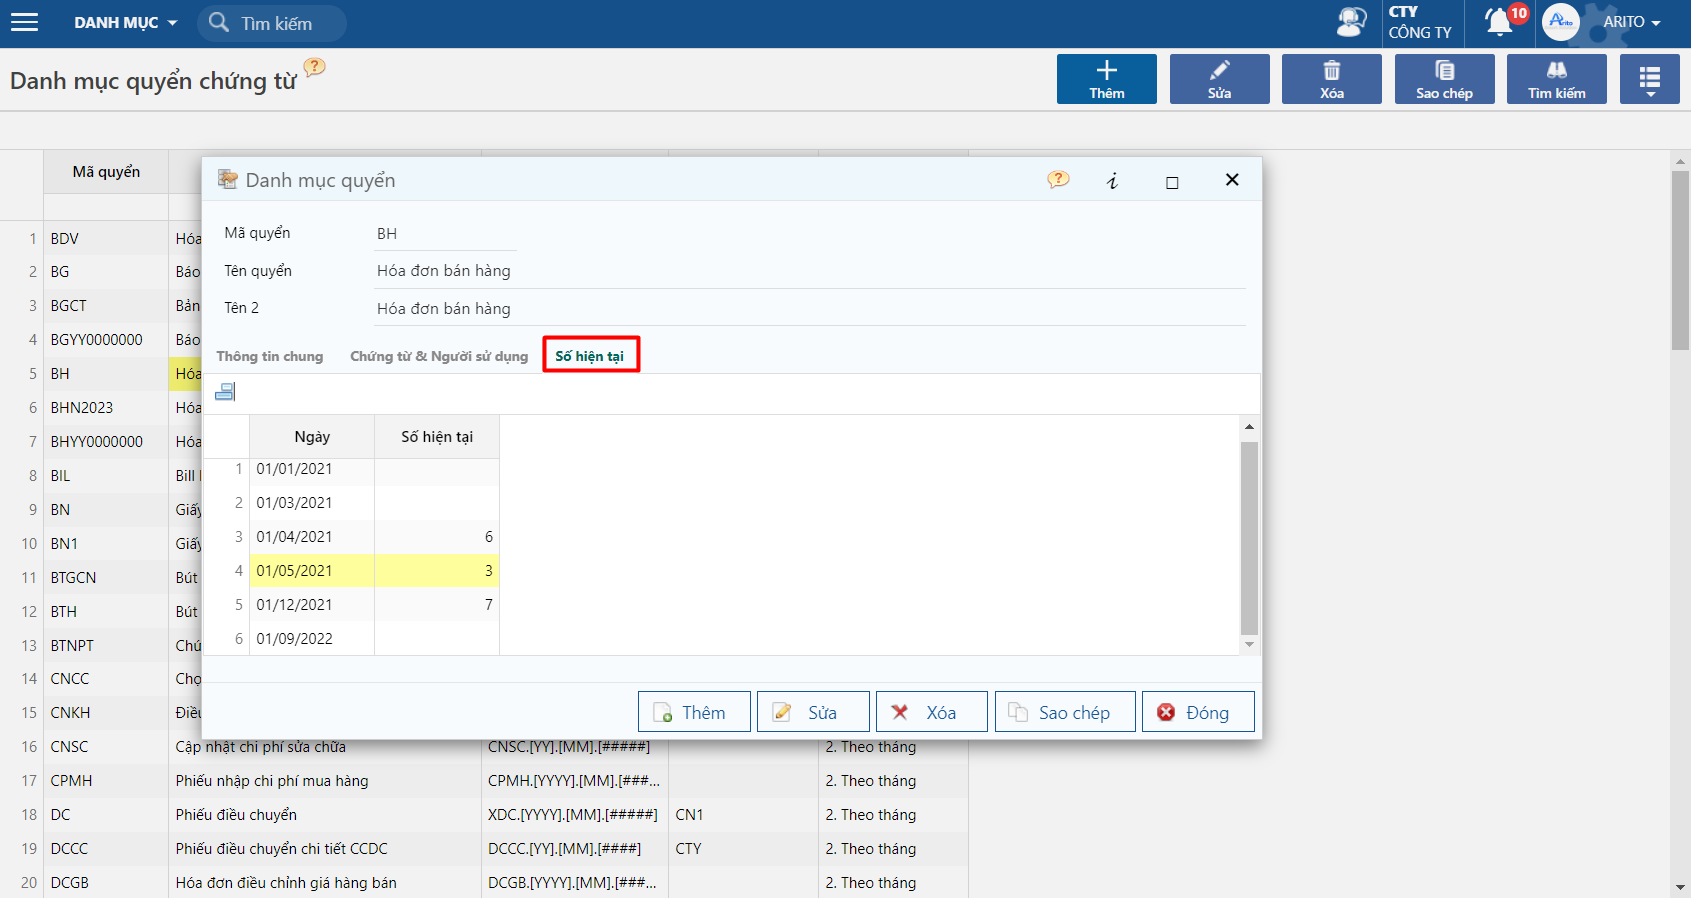 DANH MỤC
Tìm kiếm
CTY
CÔNG TY
10
Arito
ARITO
Danh mục quyển chứng từ
?
Thêm
Sửa
Xóa
Sao chép
Tìm kiếm
Mã quyển
1 BDV Hóa
2 BG Báo
3 BGCT Bản
4 BGYY0000000 Báo
5 BH Hóa
6 BHN2023 Hóa
7 BHYY0000000 Hóa
8 BIL Bill
9 BN Giấy
10 BN1 Giấy
11 BTGCN Bút
12 BTH Bút
13 BTNPT Chứ
14 CNCC Chọ
15 CNKH Điều
16 CNSC Cập nhật chi phí sửa chữa CNSC.[YY].[MM].[#####] 2. Theo tháng
17 CPMH Phiếu nhập chi phí mua hàng CPMH.[YYYY].[MM].[###... 2. Theo tháng
18 DC Phiếu điều chuyển XDC.[YYYY].[MM].[#####] CN1 2. Theo tháng
19 DCCC Phiếu điều chuyển chi tiết CCDC DCCC.[YY].[MM].[####] CTY 2. Theo tháng
20 DCGB Hóa đơn điều chỉnh giá hàng bán DCGB.[YYYY].[MM].[###... 2. Theo tháng
Danh mục quyển
?
i
Mã quyển BH
Tên quyển Hóa đơn bán hàng
Tên 2 Hóa đơn bán hàng
Thông tin chung Chứng từ & Người sử dụng Số hiện tại
Ngày Số hiện tại
1 01/01/2021
2 01/03/2021
3 01/04/2021 6
4 01/05/2021 3
5 01/12/2021 7
6 01/09/2022
Thêm Sửa Xóa Sao chép Đóng